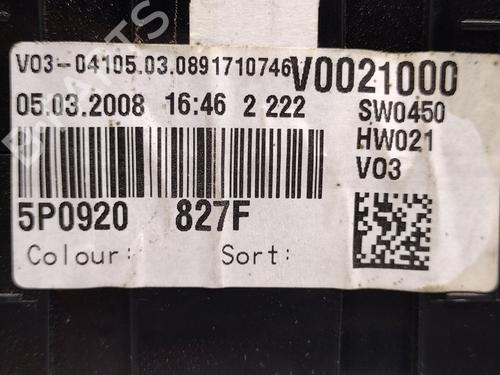 V03-04105.03.0891710746 V0021000
05.03.2008 16:46 2 222 SW0450
HW021
V03
5P0920 827F
Colour: Sort:
B PARTS